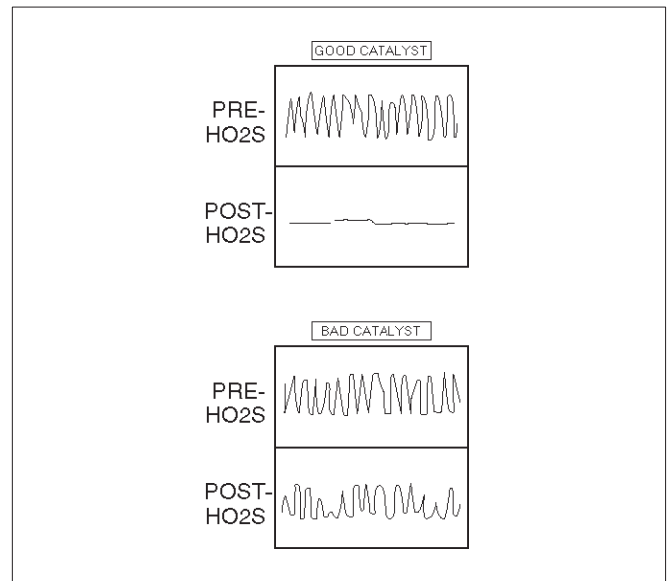 GOOD CATALYST
PRE-
HO2S
POST-
HO2S
BAD CATALYST
PRE-
HO2S
POST-
HO2S